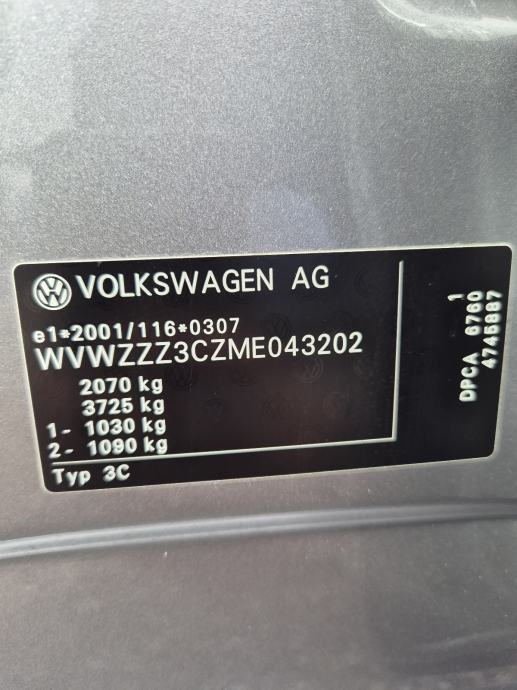 VOLKSWAGEN AG
e1*2001/116*0307
WVWZZZ3CZME043202
2070 kg
3725 kg
1- 1030 kg
2- 1090 kg
Typ 3C
1
DPCA 6760
4745887